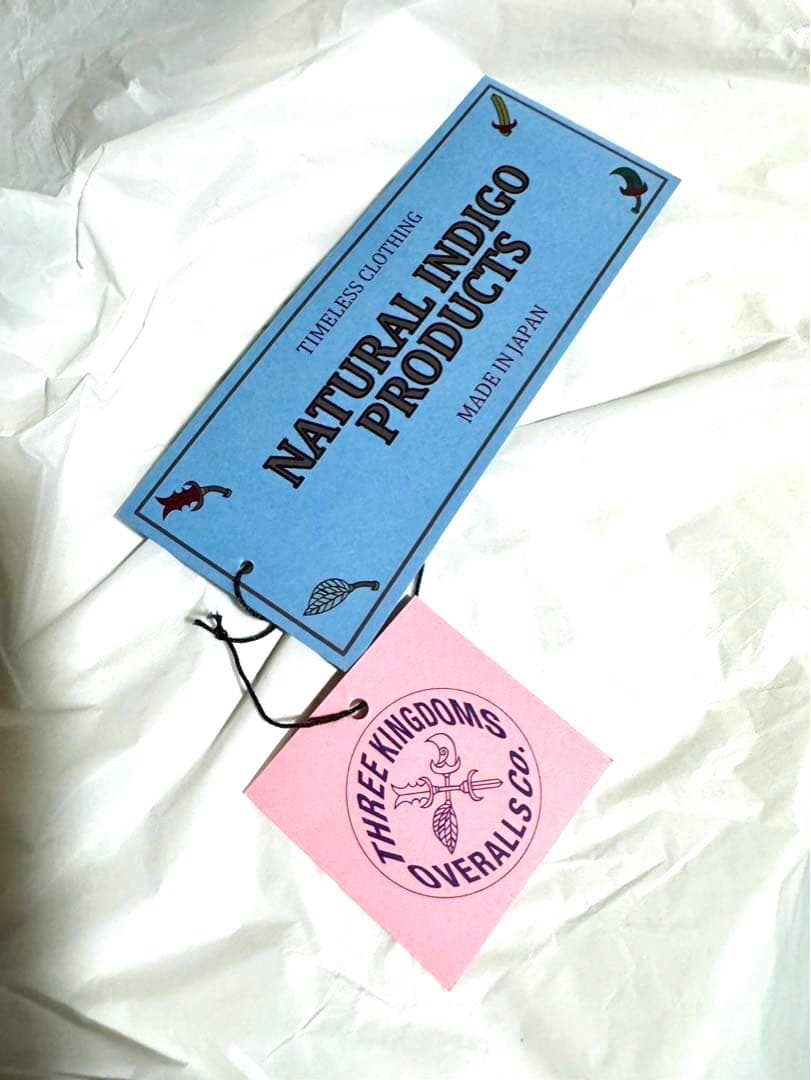 TIMELESS CLOTHING
NATURAL INDIGO
PRODUCTS
MADE IN JAPAN
THREE KINGDOMS
OVERALLS Co.